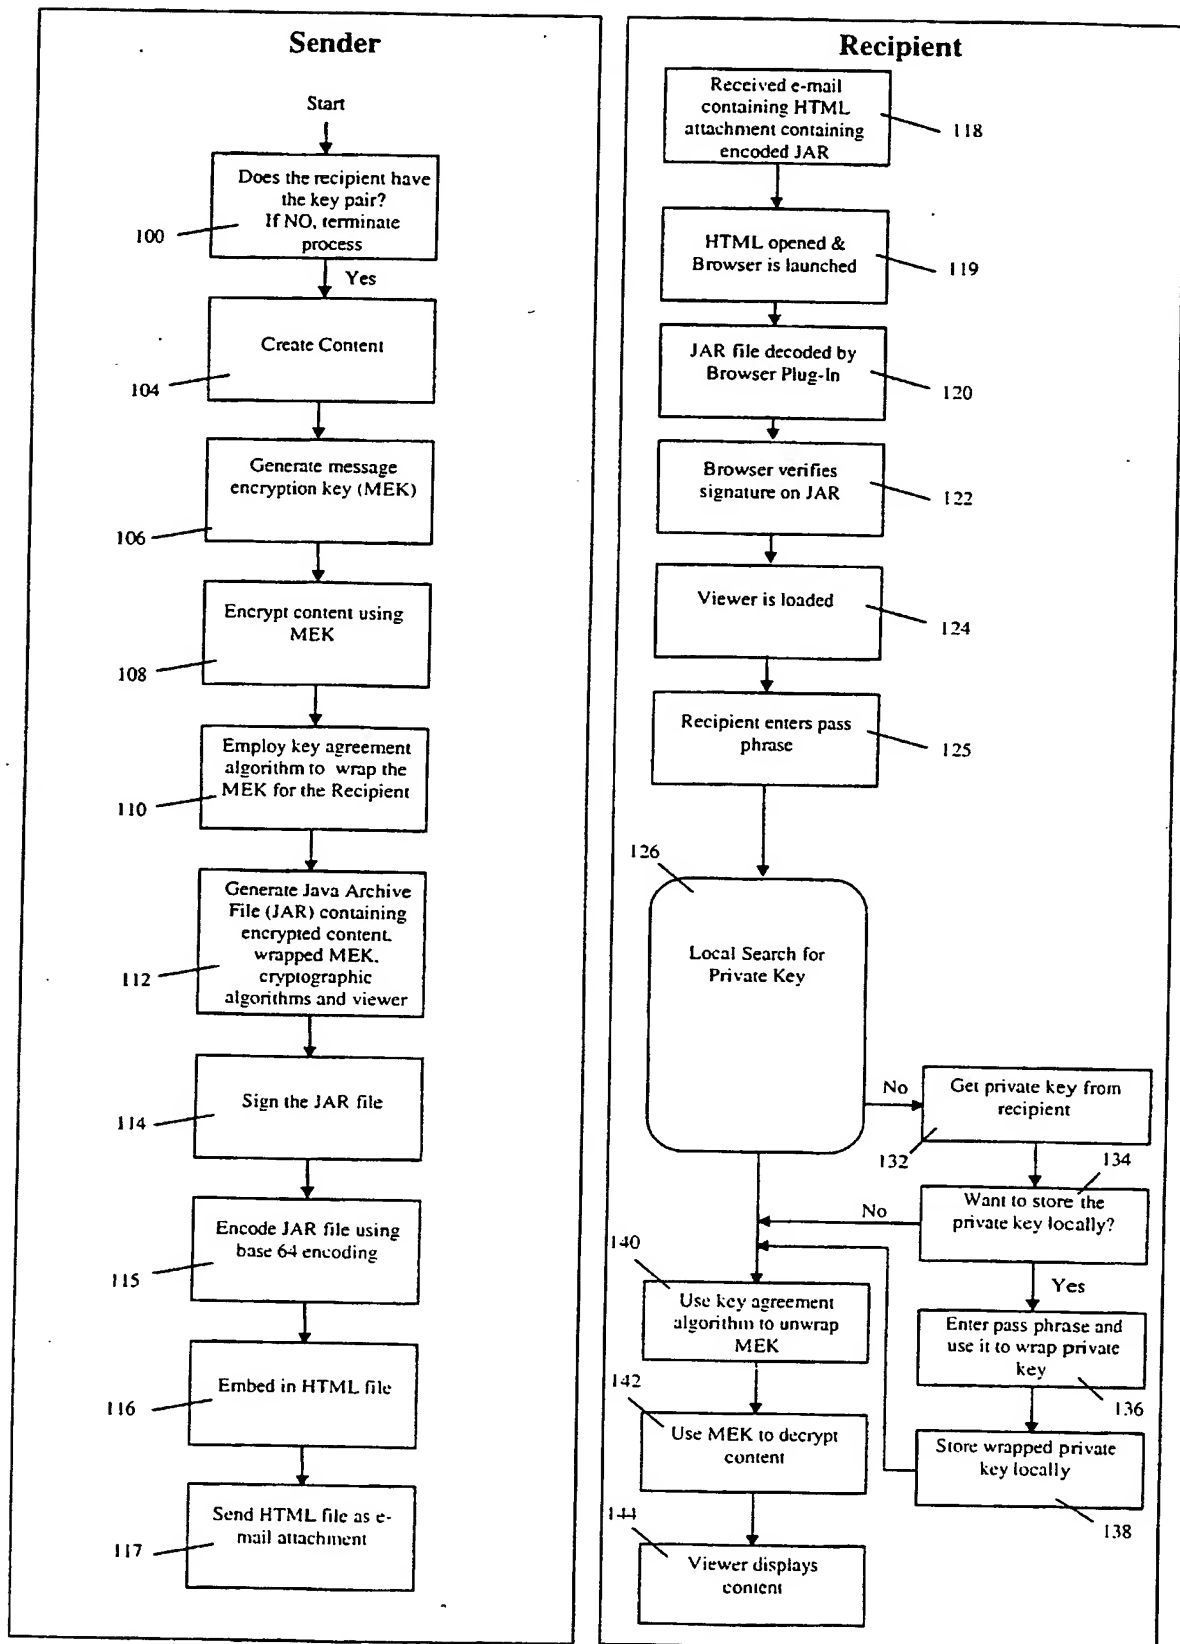 Sender
Start
Does the recipient have
the key pair?
If NO, terminate
process
100
Yes
Create Content
104
Generate message
encryption key (MEK)
106
Encrypt content using
MEK
108
Employ key agreement
algorithm to wrap the
MEK for the Recipient
110
Generate Java Archive
File (JAR) containing
encrypted content,
wrapped MEK,
cryptographic
algorithms and viewer
112
Sign the JAR file
114
Encode JAR file using
base 64 encoding
115
Embed in HTML file
116
Send HTML file as e-
mail attachment
117
Recipient
Received e-mail
containing HTML
attachment containing
encoded JAR
118
HTML opened &
Browser is launched
119
JAR file decoded by
Browser Plug-In
120
Browser verifies
signature on JAR
122
Viewer is loaded
124
Recipient enters pass
phrase
125
126
Local Search for
Private Key
No
Get private key from
recipient
132
134
Want to store the
private key locally?
No
Yes
140
Use key agreement
algorithm to unwrap
MEK
Enter pass phrase and
use it to wrap private
key
136
142
Use MEK to decrypt
content
Store wrapped private
key locally
138
144
Viewer displays
content